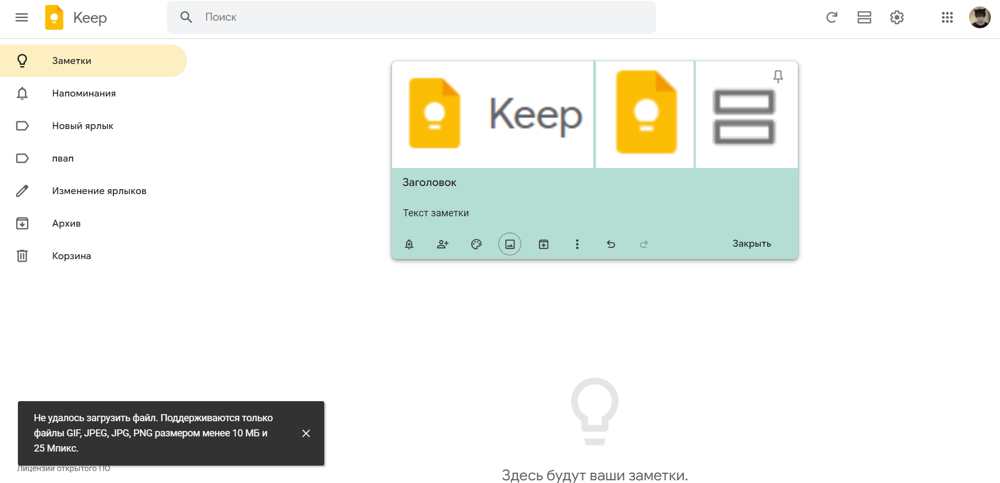 Keep
Поиск
Заметки
Напоминания
Новый ярлык
пвап
Изменение ярлыков
Архив
Корзина
Keep
Заголовок
Текст заметки
Закрыть
Не удалось загрузить файл. Поддерживаются только
файлы GIF, JPEG, JPG, PNG размером менее 10 МБ и
25 Мпикс.
Лицензии открытого ПО
Здесь будут ваши заметки.